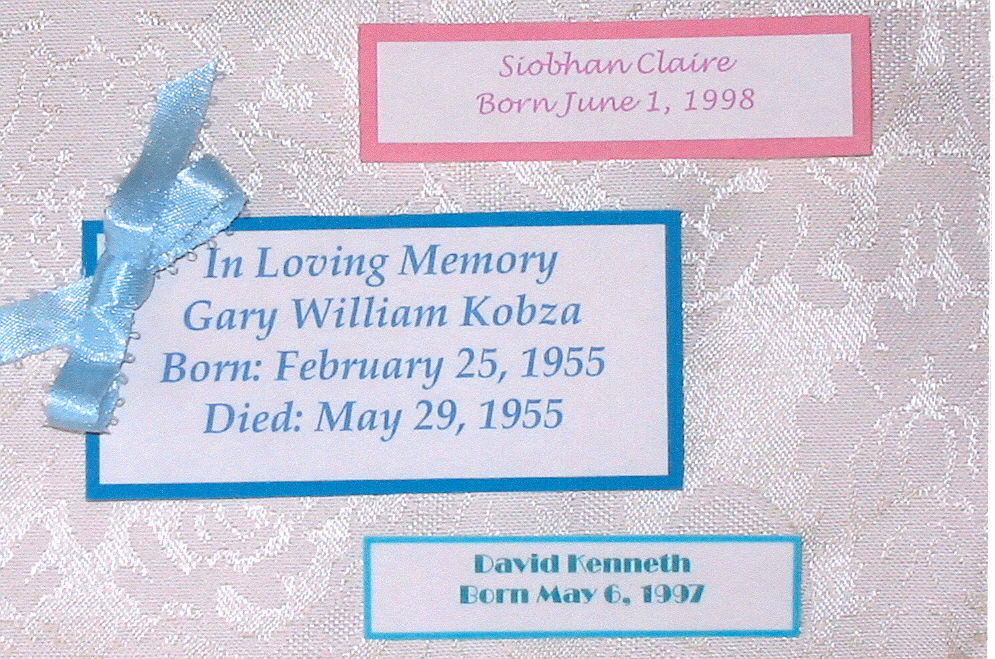 Siobhan Claire
Born June 1, 1998
In Loving Memory
Gary William Kobza
Born: February 25, 1955
Died: May 29, 1955
David Kenneth
Born May 6, 1997